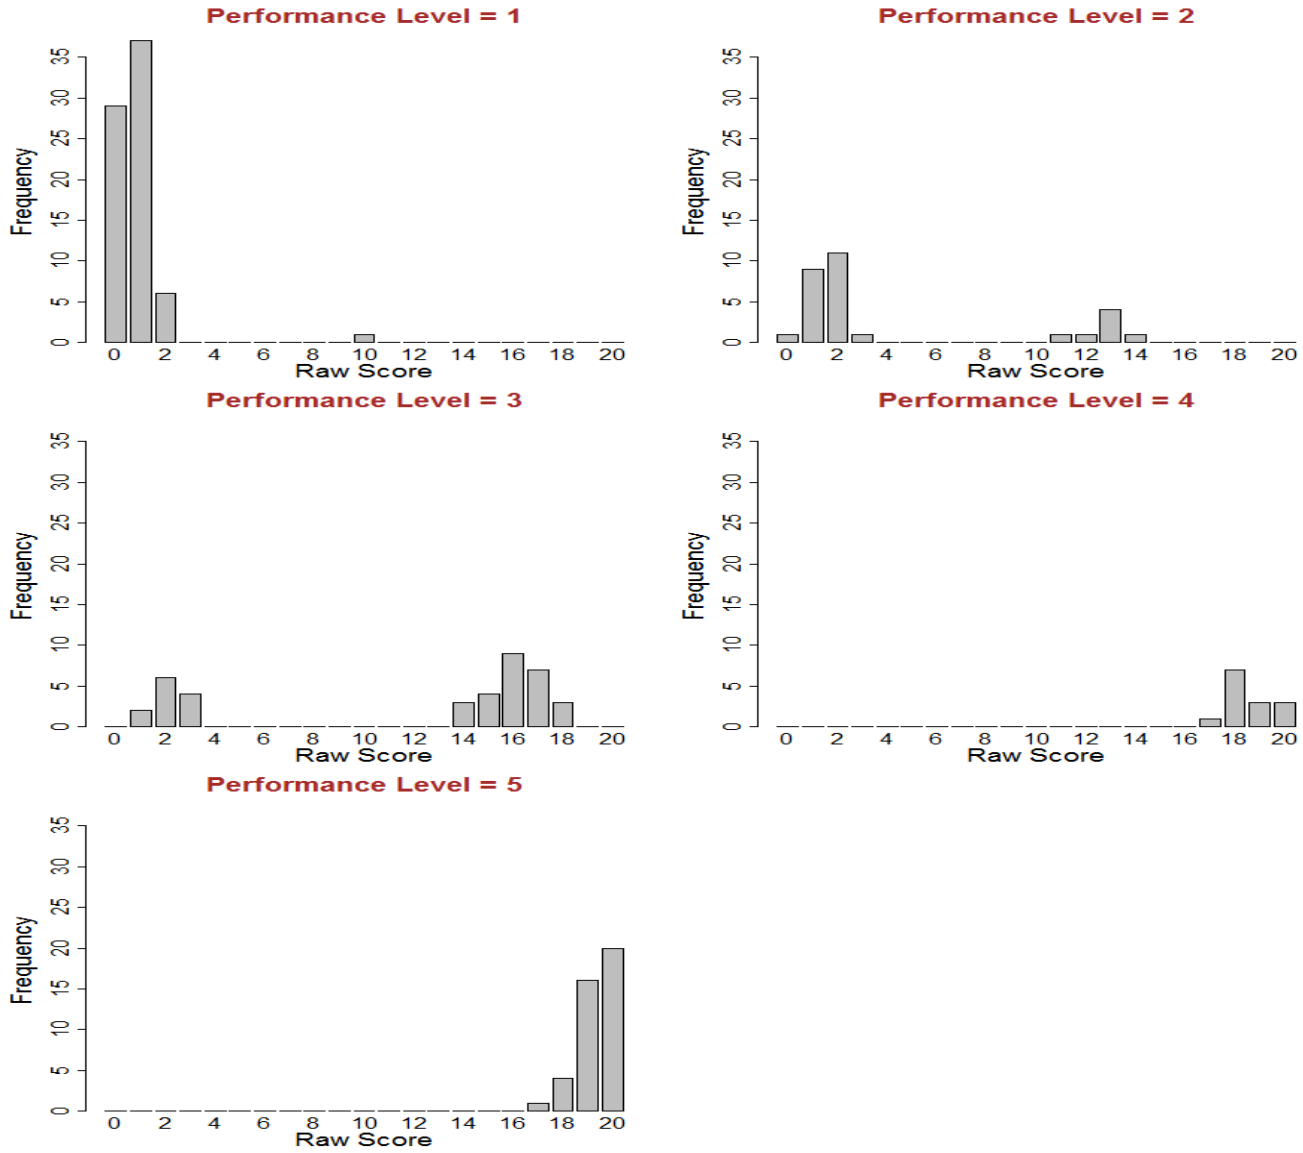 Performance Level = 1
Frequency
0 5 10 15 20 25 30 35
0 2 4 6 8 10 12 14 16 18 20
Raw Score
Performance Level = 2
Frequency
0 5 10 15 20 25 30 35
0 2 4 6 8 10 12 14 16 18 20
Raw Score
Performance Level = 3
Frequency
0 5 10 15 20 25 30 35
0 2 4 6 8 10 12 14 16 18 20
Raw Score
Performance Level = 4
Frequency
0 5 10 15 20 25 30 35
0 2 4 6 8 10 12 14 16 18 20
Raw Score
Performance Level = 5
Frequency
0 5 10 15 20 25 30 35
0 2 4 6 8 10 12 14 16 18 20
Raw Score